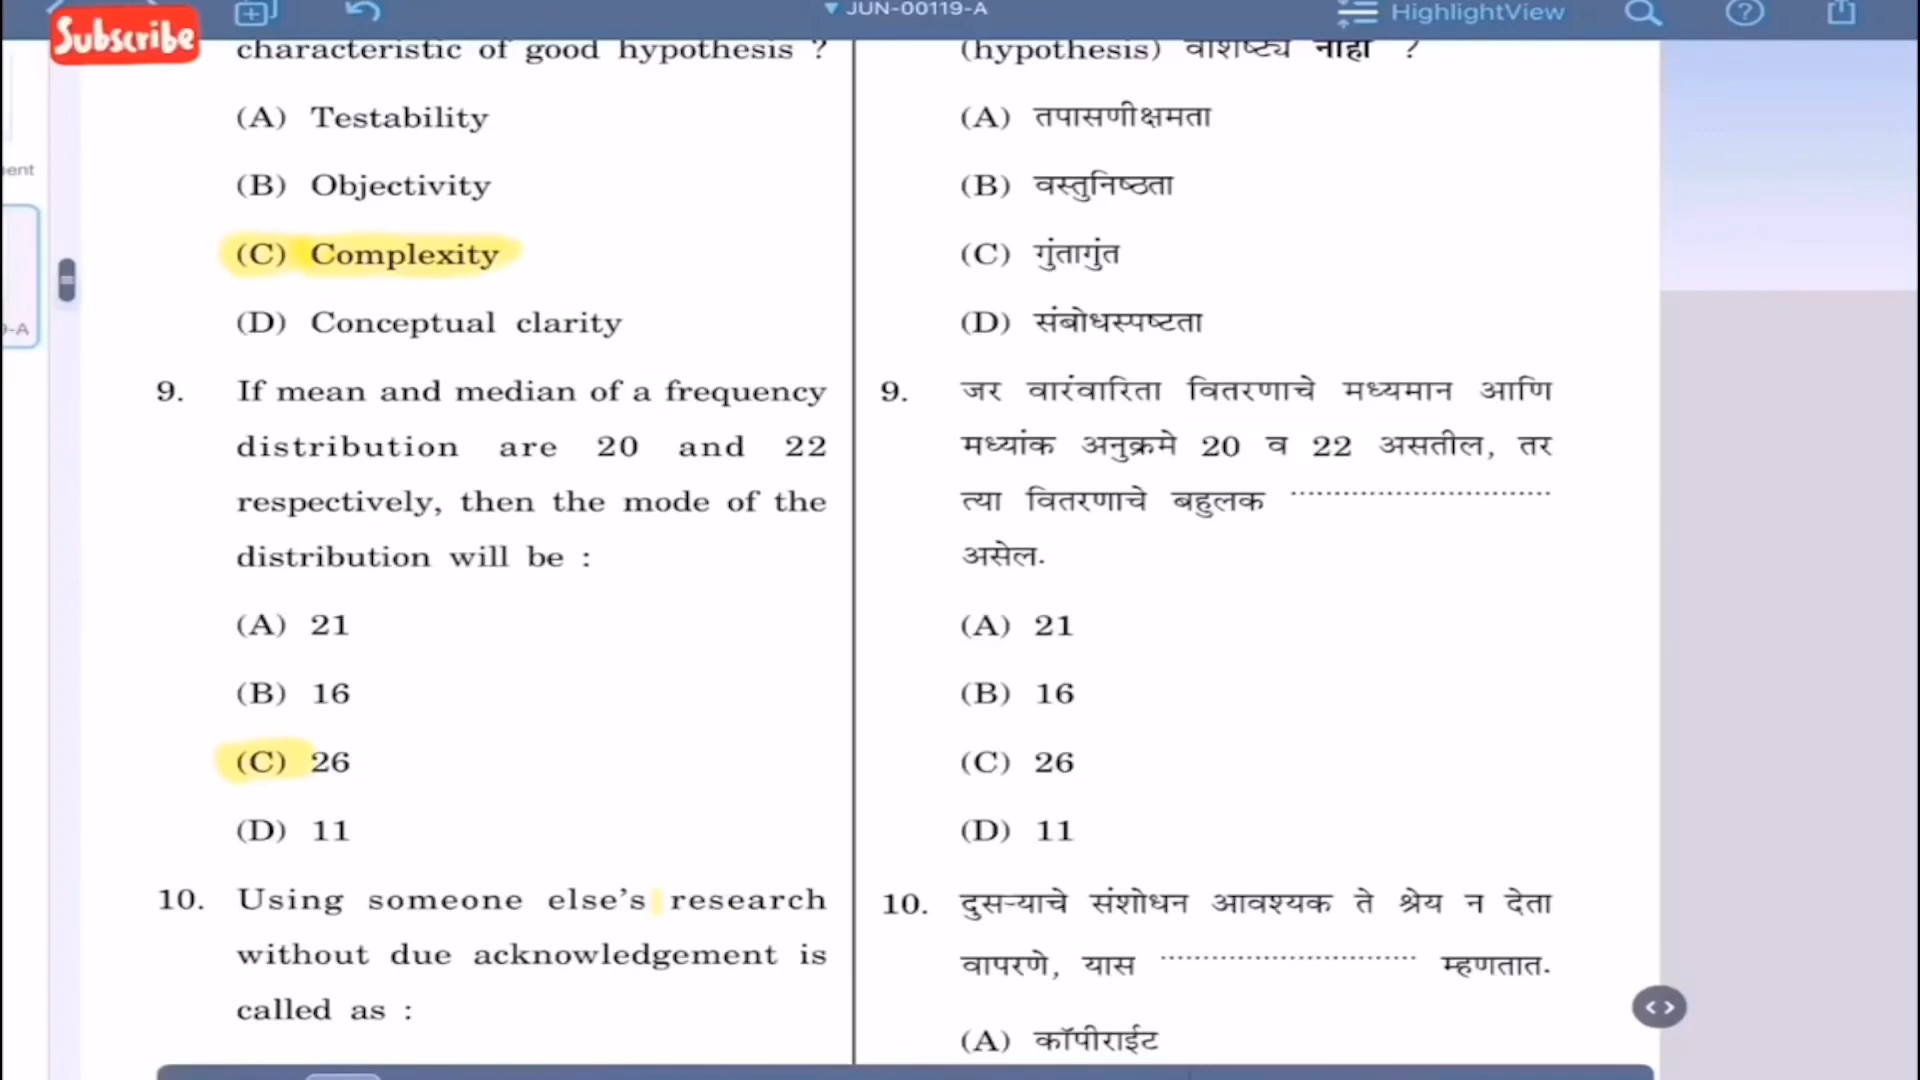 JUN-00119-A
HighlightView
Subscribe
characteristic of good hypothesis ?
(A) Testability
(B) Objectivity
(C) Complexity
(D) Conceptual clarity
9. If mean and median of a frequency
distribution are 20 and 22
respectively, then the mode of the
distribution will be :
(A) 21
(B) 16
(C) 26
(D) 11
10. Using someone else's research
without due acknowledgement is
called as :
(hypothesis) वैशिष्ट्य नाही ?
(A) तपासणीक्षमता
(B) वस्तुनिष्ठता
(C) गुंतागुंत
(D) संबोधस्पष्टता
9. जर वारंवारिता वितरणाचे मध्यमान आणि
मध्यांक अनुक्रमे 20 व 22 असतील, तर
त्या वितरणाचे बहुलक ..........................
असेल.
(A) 21
(B) 16
(C) 26
(D) 11
10. दुसऱ्याचे संशोधन आवश्यक ते श्रेय न देता
वापरणे, यास .......................... म्हणतात.
(A) कॉपीराईट
ent
9-A